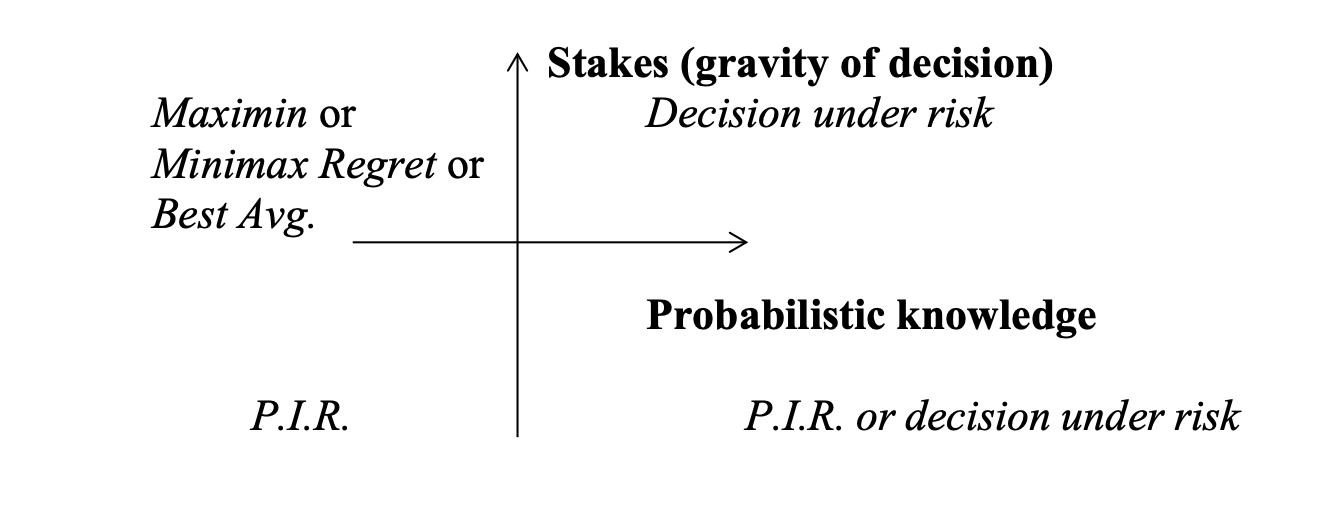 Stakes (gravity of decision)
Maximin or
Decision under risk
Minimax Regret or
Best Avg.
Probabilistic knowledge
P.I.R.
P.I.R. or decision under risk